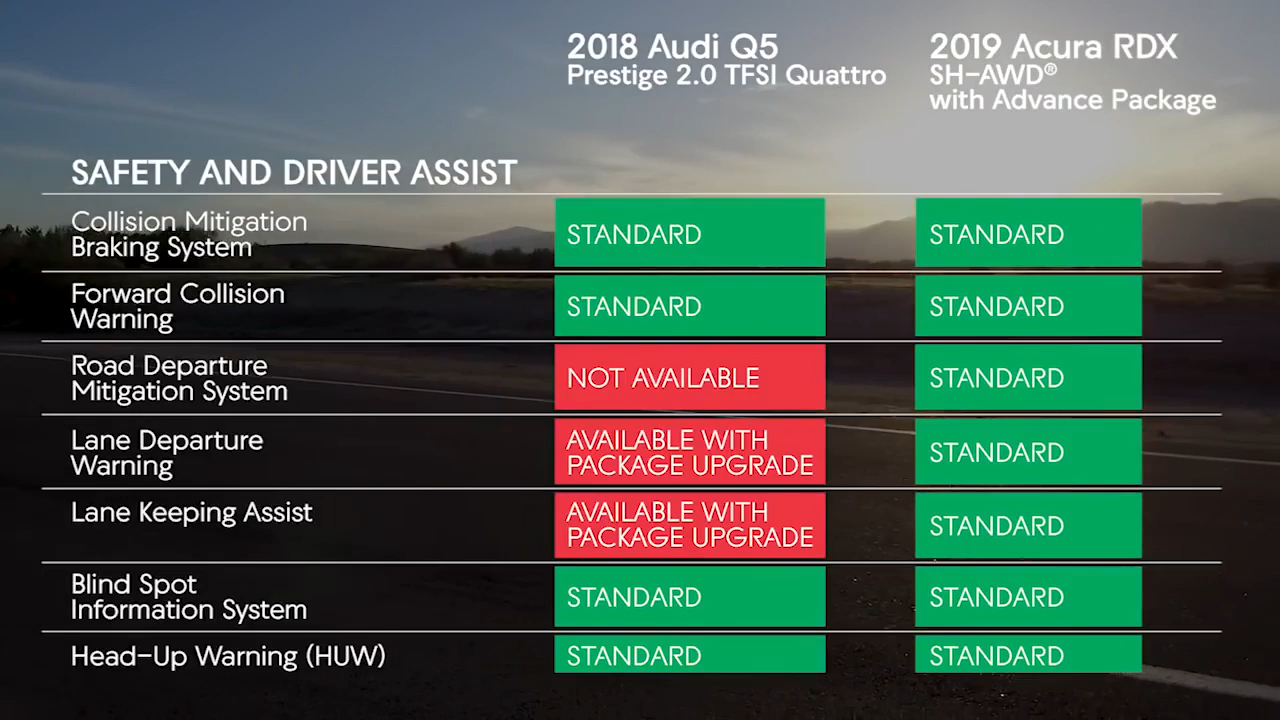 2018 Audi Q5
Prestige 2.0 TFSI Quattro
2019 Acura RDX
SH-AWD®
with Advance Package
SAFETY AND DRIVER ASSIST
Collision Mitigation
Braking System
STANDARD
STANDARD
Forward Collision
Warning
STANDARD
STANDARD
Road Departure
Mitigation System
NOT AVAILABLE
STANDARD
Lane Departure
Warning
AVAILABLE WITH
PACKAGE UPGRADE
STANDARD
Lane Keeping Assist
AVAILABLE WITH
PACKAGE UPGRADE
STANDARD
Blind Spot
Information System
STANDARD
STANDARD
Head-Up Warning (HUW)
STANDARD
STANDARD